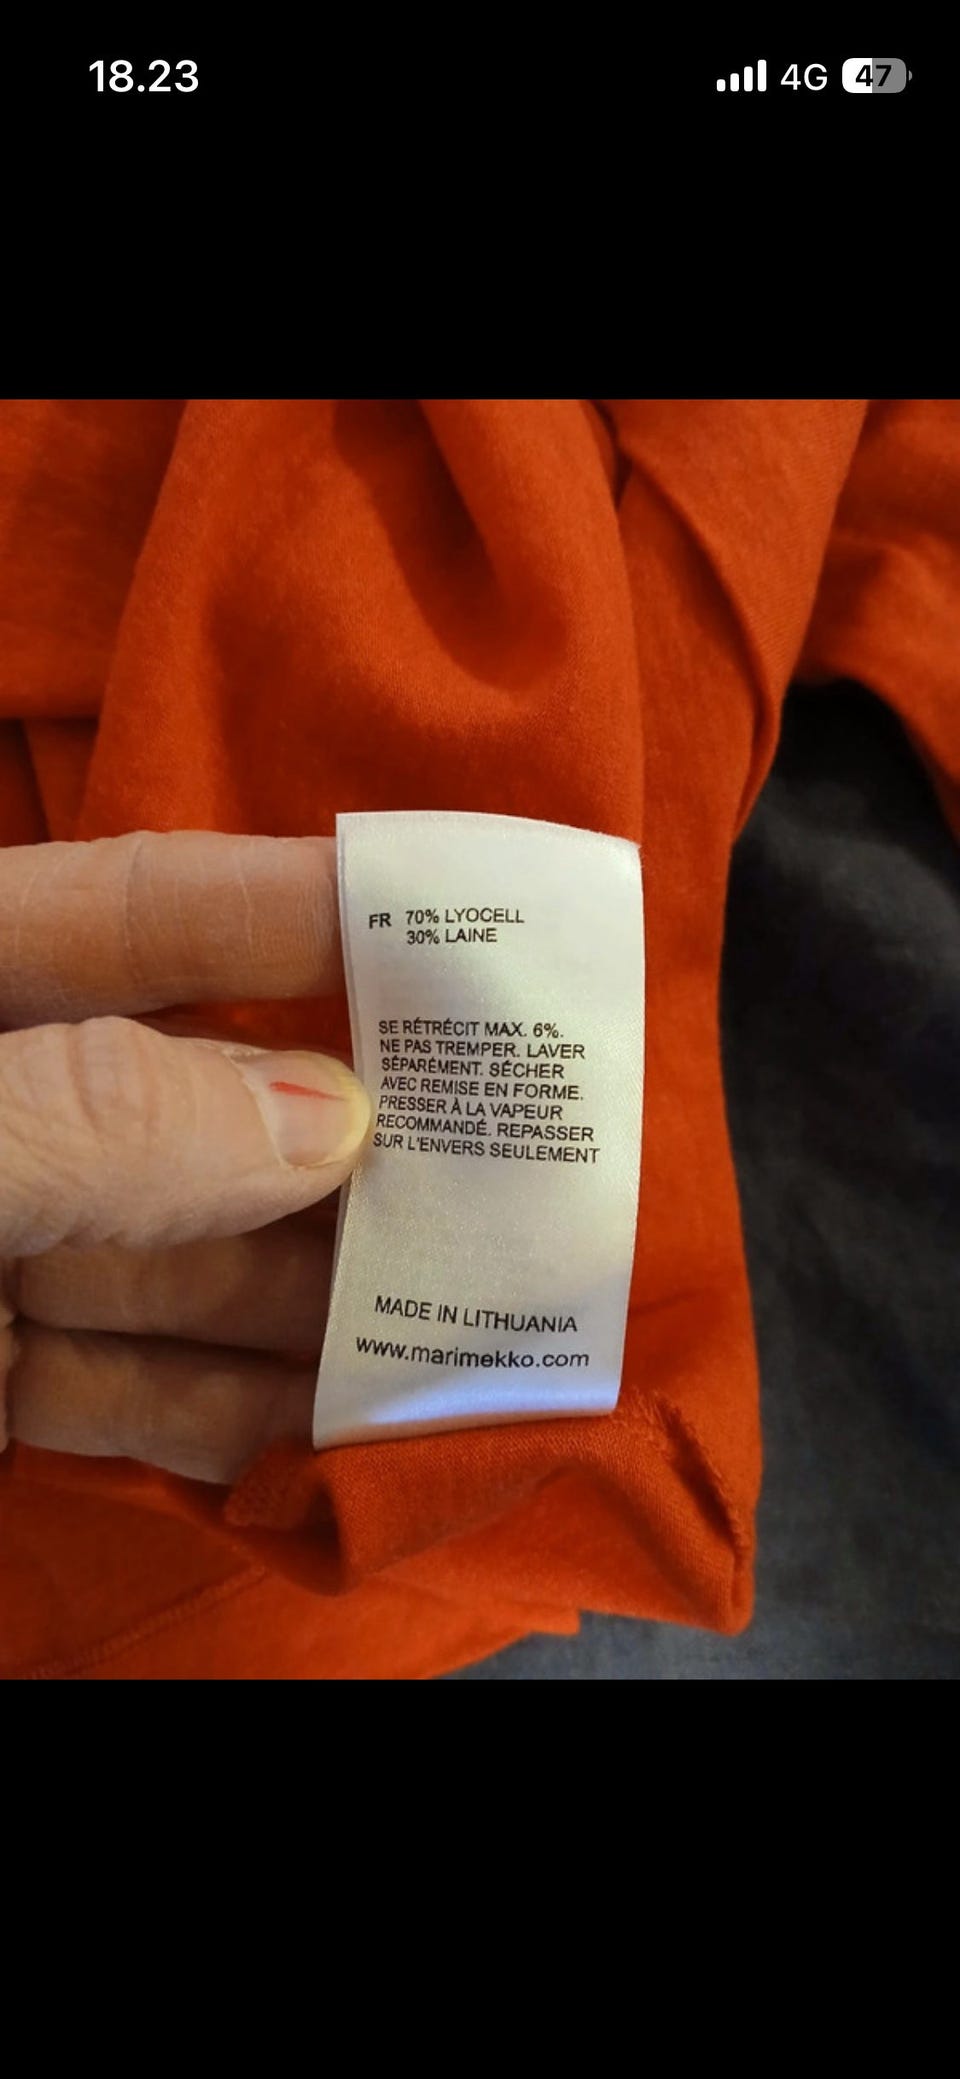 18.23
4G 47
FR 70% LYOCELL
30% LAINE
SE RÉTRÉCIT MAX. 6%.
NE PAS TREMPER. LAVER
SÉPARÉMENT. SÉCHER
AVEC REMISE EN FORME.
PRESSER À LA VAPEUR
RECOMMANDÉ. REPASSER
SUR L'ENVERS SEULEMENT
MADE IN LITHUANIA
www.marimekko.com